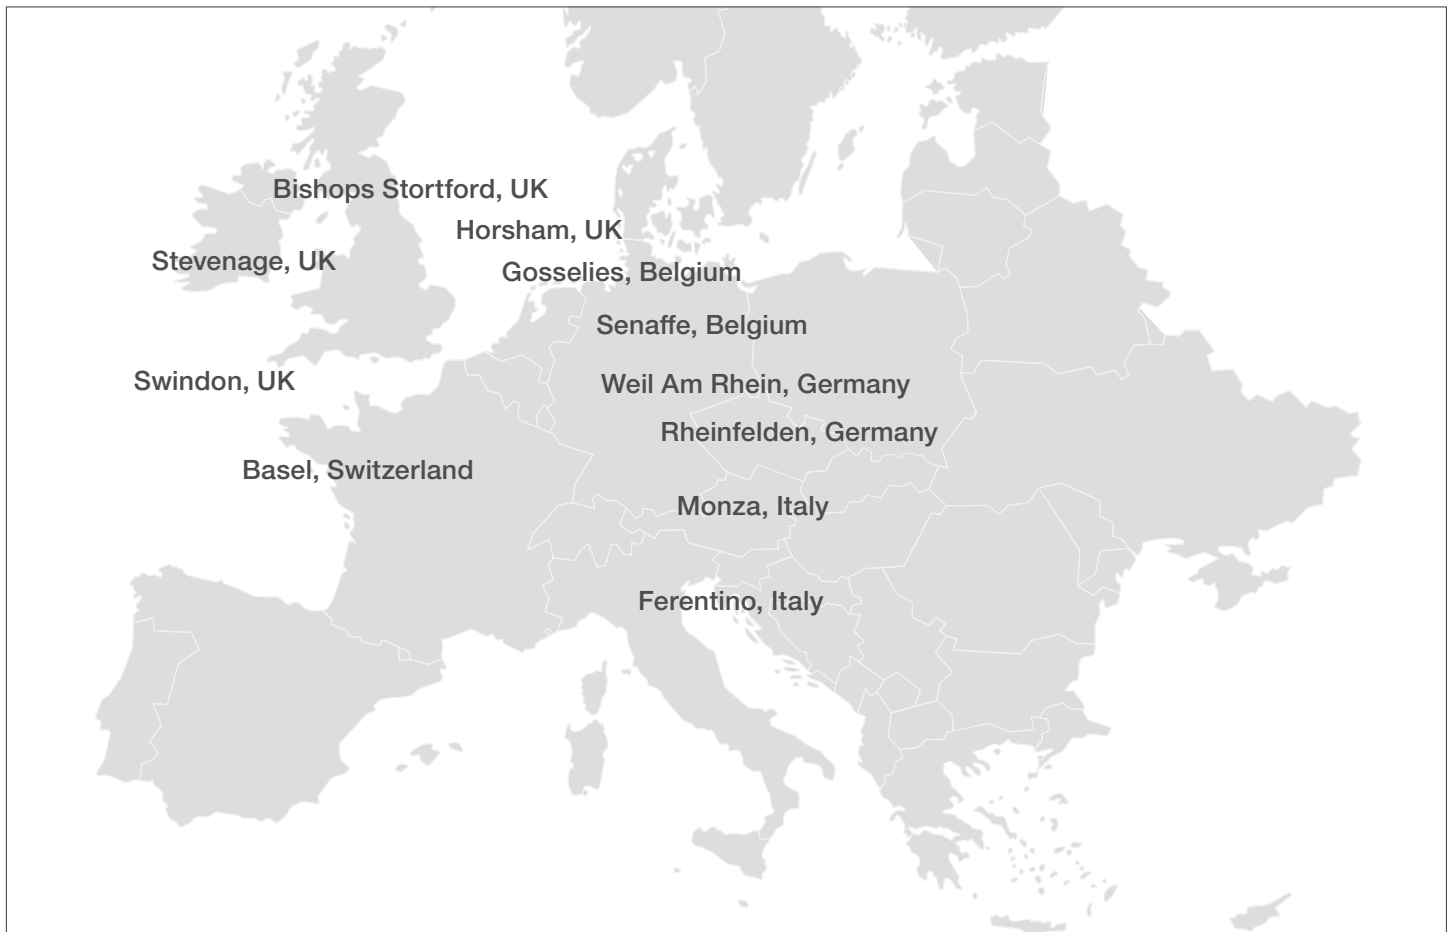 Bishops Stortford, UK
Horsham, UK
Stevenage, UK
Gosselies, Belgium
Senaffe, Belgium
Swindon, UK
Weil Am Rhein, Germany
Rheinfelden, Germany
Basel, Switzerland
Monza, Italy
Ferentino, Italy